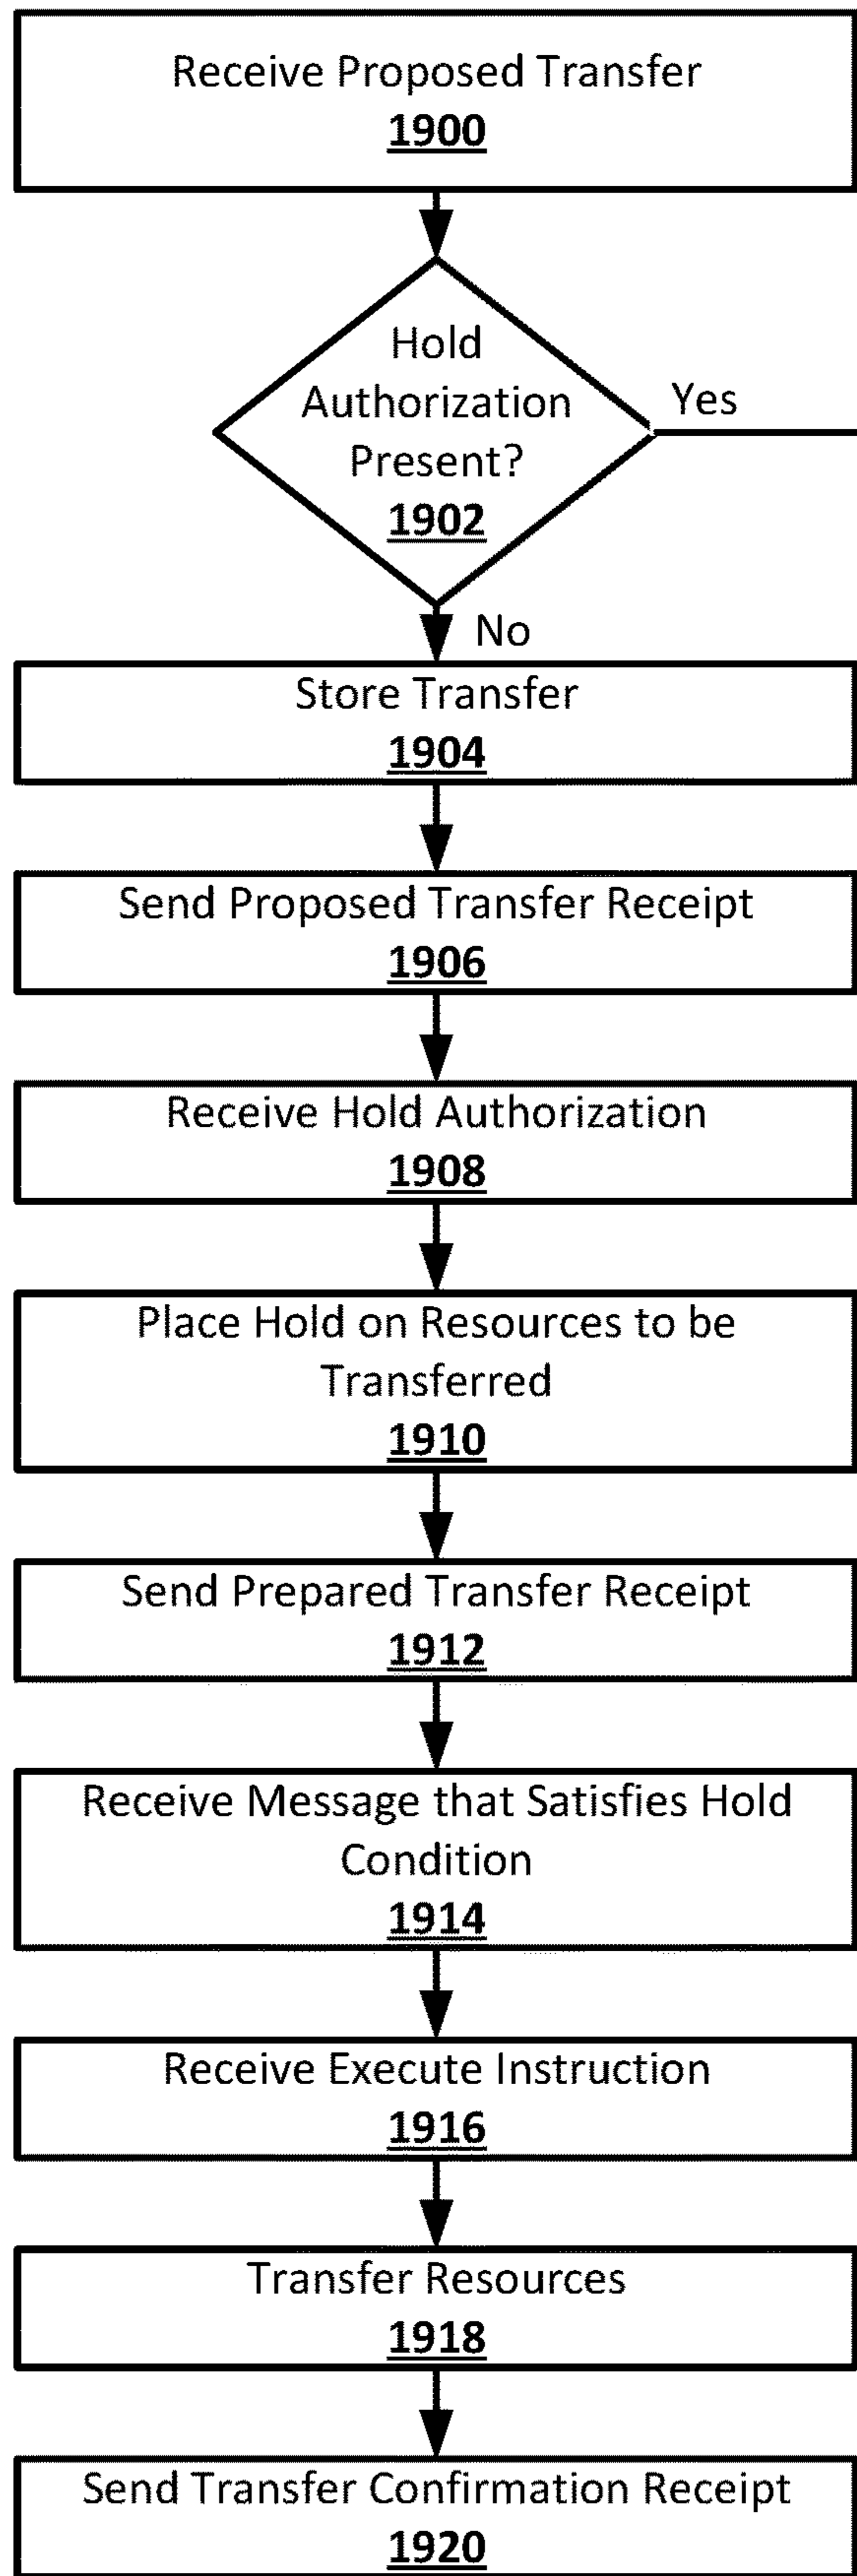 Receive Proposed Transfer
1900
Hold
Authorization
Present?
1902
Yes
No
Store Transfer
1904
Send Proposed Transfer Receipt
1906
Receive Hold Authorization
1908
Place Hold on Resources to be
Transferred
1910
Send Prepared Transfer Receipt
1912
Receive Message that Satisfies Hold
Condition
1914
Receive Execute Instruction
1916
Transfer Resources
1918
Send Transfer Confirmation Receipt
1920